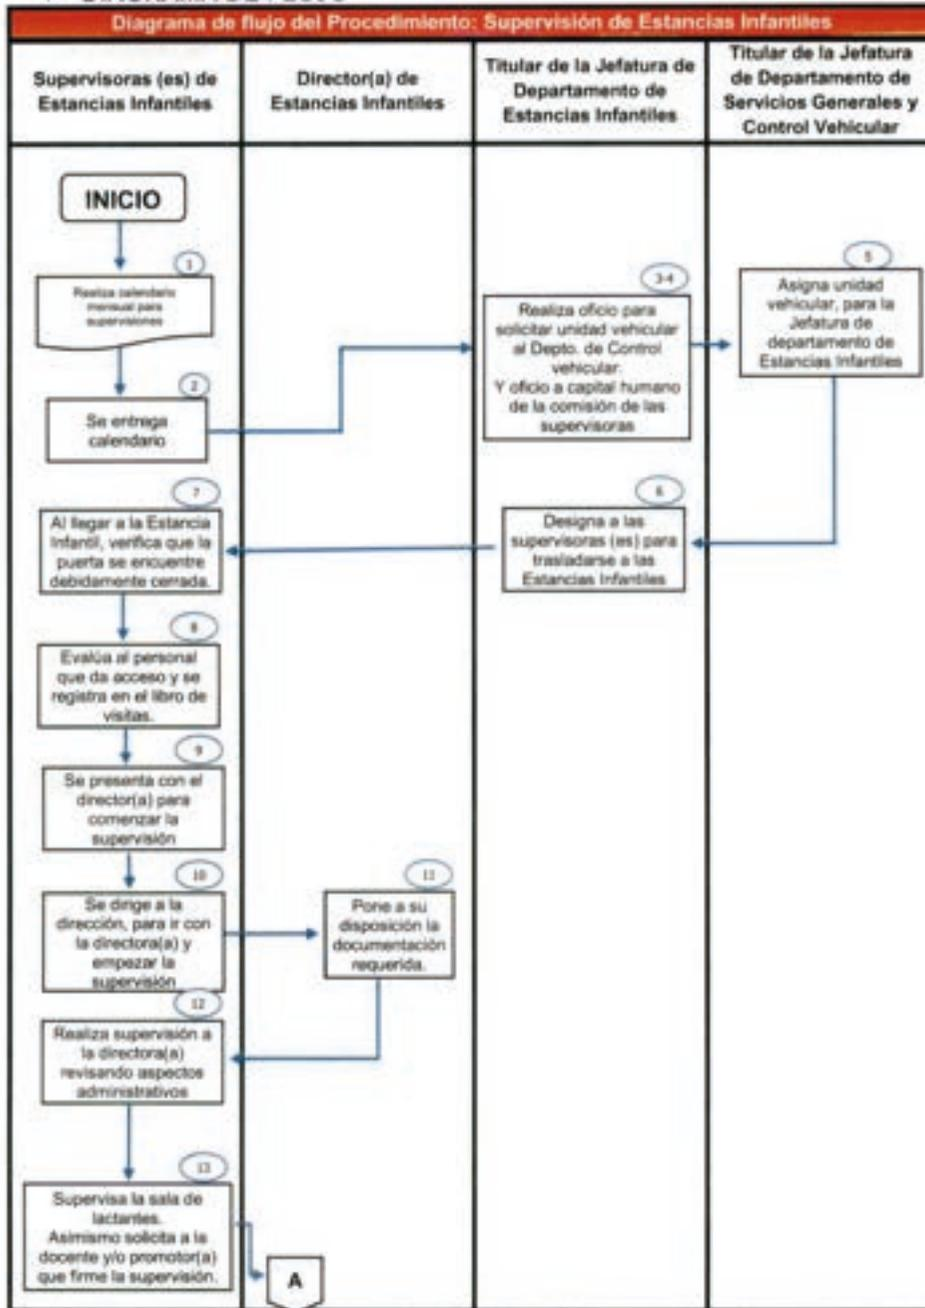 Diagrama de flujo del Procedimiento: Supervisión de Estancias Infantiles
Supervisoras (es) de
Estancias Infantiles
Director(a) de
Estancias Infantiles
Titular de la Jefatura de
Departamento de
Estancias Infantiles
Titular de la Jefatura
de Departamento de
Servicios Generales y
Control Vehicular
INICIO
1
Realiza calendario
mensual para
supervisiones
2
Se entrega
calendario
3-4
Realiza oficio para
solicitar unidad vehicular
al Depto. de Control
vehicular.
Y oficio a capital humano
de la comisión de las
supervisoras
5
Asigna unidad
vehicular, para la
Jefatura de
departamento de
Estancias Infantiles
6
Designa a las
supervisoras (es) para
trasladarse a las
Estancias Infantiles
7
Al llegar a la Estancia
Infantil, verifica que la
puerta se encuentre
debidamente cerrada.
8
Evalúa al personal
que da acceso y se
registra en el libro de
visitas.
9
Se presenta con el
director(a) para
comenzar la
supervisión
10
Se dirige a la
dirección, para ir con
la directora(a) y
empezar la
supervisión
11
Pone a su
disposición la
documentación
requerida.
12
Realiza supervisión a
la directora(a)
revisando aspectos
administrativos
13
Supervisa la sala de
lactantes.
Asimismo solicita a la
docente y/o promotor(a)
que firme la supervisión.
A